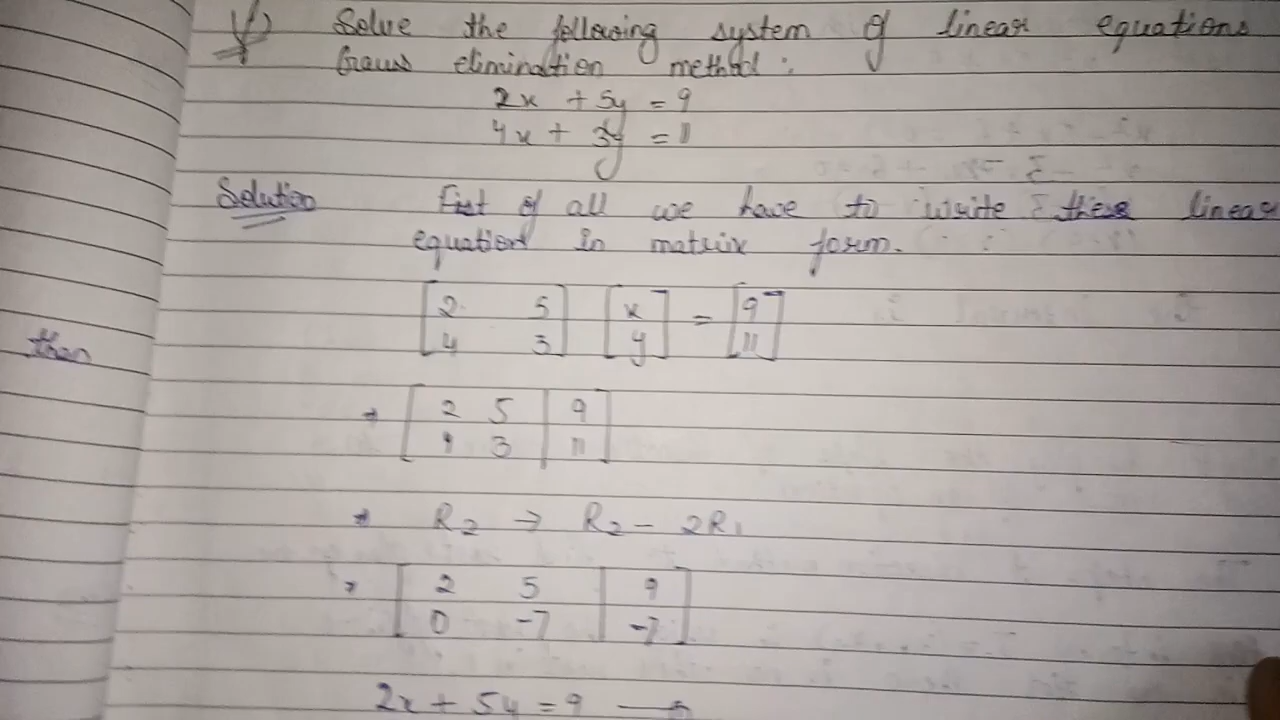 Solve the following system of linear equations
Gauss elimination method :
2x + 5y = 9
4x + 3y = 11
Solution First of all we have to write these linear
equation in matrix form.
[2 5] [x] = [9]
[4 3] [y] [11]
then
[2 5 | 9]
[4 3 | 11]
R2 → R2 - 2R1
[2 5 | 9]
[0 -7 | -7]
2x + 5y = 9